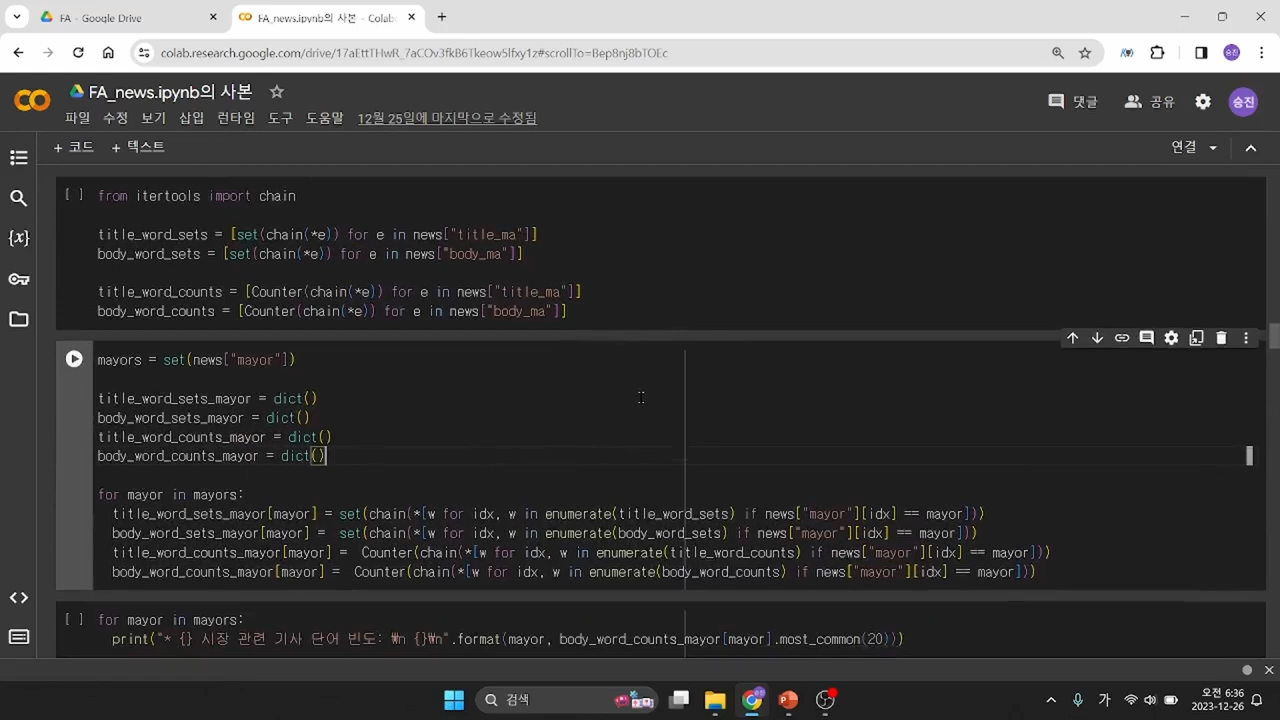 FA - Google Drive
FA_news.ipynb의 사본 - Colab
colab.research.google.com/drive/17aEttTHwR_7aCOv3fkB6Tkeow5lfxy1z#scrollTo=Bep8nj8bTOEc
FA_news.ipynb의 사본
파일 수정 보기 삽입 런타임 도구 도움말 12월 25일에 마지막으로 수정됨
댓글 공유 승진
+ 코드 + 텍스트
연결
[ ] from itertools import chain
title_word_sets = [set(chain(*e)) for e in news["title_ma"]]
body_word_sets = [set(chain(*e)) for e in news["body_ma"]]
title_word_counts = [Counter(chain(*e)) for e in news["title_ma"]]
body_word_counts = [Counter(chain(*e)) for e in news["body_ma"]]
mayors = set(news["mayor"])
title_word_sets_mayor = dict()
body_word_sets_mayor = dict()
title_word_counts_mayor = dict()
body_word_counts_mayor = dict()
for mayor in mayors:
title_word_sets_mayor[mayor] = set(chain(*[w for idx, w in enumerate(title_word_sets) if news["mayor"][idx] == mayor]))
body_word_sets_mayor[mayor] = set(chain(*[w for idx, w in enumerate(body_word_sets) if news["mayor"][idx] == mayor]))
title_word_counts_mayor[mayor] = Counter(chain(*[w for idx, w in enumerate(title_word_counts) if news["mayor"][idx] == mayor]))
body_word_counts_mayor[mayor] = Counter(chain(*[w for idx, w in enumerate(body_word_counts) if news["mayor"][idx] == mayor]))
[ ] for mayor in mayors:
print("* {} 시장 관련 기사 단어 빈도: ₩n {}₩n".format(mayor, body_word_counts_mayor[mayor].most_common(20)))
검색
가
오전 6:36
2023-12-26